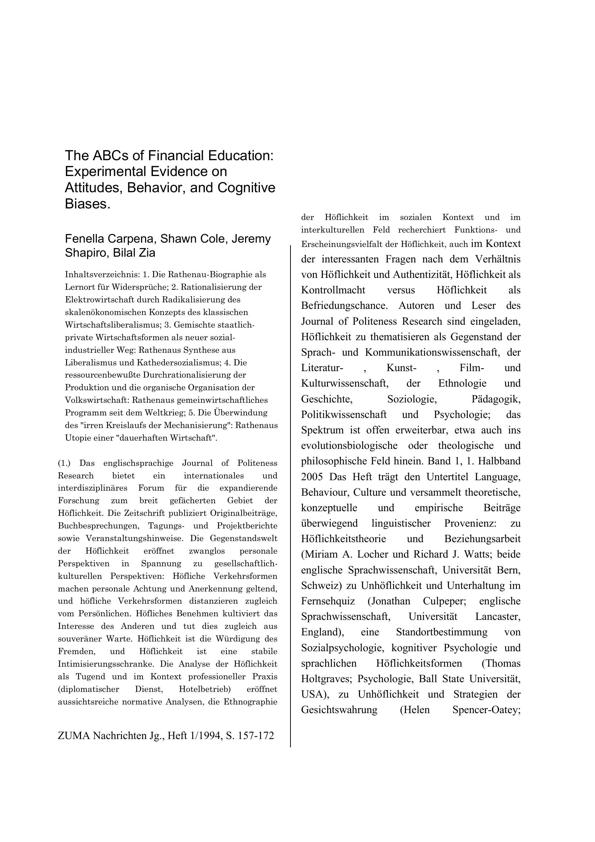 The ABCs of Financial Education:
Experimental Evidence on
Attitudes, Behavior, and Cognitive
Biases.
Fenella Carpena, Shawn Cole, Jeremy
Shapiro, Bilal Zia
Inhaltsverzeichnis: 1. Die Rathenau-Biographie als
Lernort für Widersprüche; 2. Rationalisierung der
Elektrowirtschaft durch Radikalisierung des
skalenökonomischen Konzepts des klassischen
Wirtschaftsliberalismus; 3. Gemischte staatlich-
private Wirtschaftsformen als neuer sozial-
industrieller Weg: Rathenaus Synthese aus
Liberalismus und Kathedersozialismus; 4. Die
ressourcenbewußte Durchrationalisierung der
Produktion und die organische Organisation der
Volkswirtschaft: Rathenaus gemeinwirtschaftliches
Programm seit dem Weltkrieg; 5. Die Überwindung
des "irren Kreislaufs der Mechanisierung": Rathenaus
Utopie einer "dauerhaften Wirtschaft".
(1.) Das englischsprachige Journal of Politeness
Research bietet ein internationales und
interdisziplinäres Forum für die expandierende
Forschung zum breit gefächerten Gebiet der
Höflichkeit. Die Zeitschrift publiziert Originalbeiträge,
Buchbesprechungen, Tagungs- und Projektberichte
sowie Veranstaltungshinweise. Die Gegenstandswelt
der Höflichkeit eröffnet zwanglos personale
Perspektiven in Spannung zu gesellschaftlich-
kulturellen Perspektiven: Höfliche Verkehrsformen
machen personale Achtung und Anerkennung geltend,
und höfliche Verkehrsformen distanzieren zugleich
vom Persönlichen. Höfliches Benehmen kultiviert das
Interesse des Anderen und tut dies zugleich aus
souveräner Warte. Höflichkeit ist die Würdigung des
Fremden, und Höflichkeit ist eine stabile
Intimisierungsschranke. Die Analyse der Höflichkeit
als Tugend und im Kontext professioneller Praxis
(diplomatischer Dienst, Hotelbetrieb) eröffnet
aussichtsreiche normative Analysen, die Ethnographie
ZUMA Nachrichten Jg., Heft 1/1994, S. 157-172
der Höflichkeit im sozialen Kontext und im
interkulturellen Feld recherchiert Funktions- und
Erscheinungsvielfalt der Höflichkeit, auch im Kontext
der interessanten Fragen nach dem Verhältnis
von Höflichkeit und Authentizität, Höflichkeit als
Kontrollmacht versus Höflichkeit als
Befriedungschance. Autoren und Leser des
Journal of Politeness Research sind eingeladen,
Höflichkeit zu thematisieren als Gegenstand der
Sprach- und Kommunikationswissenschaft, der
Literatur- , Kunst- , Film- und
Kulturwissenschaft, der Ethnologie und
Geschichte, Soziologie, Pädagogik,
Politikwissenschaft und Psychologie; das
Spektrum ist offen erweiterbar, etwa auch ins
evolutionsbiologische oder theologische und
philosophische Feld hinein. Band 1, 1. Halbband
2005 Das Heft trägt den Untertitel Language,
Behaviour, Culture und versammelt theoretische,
konzeptuelle und empirische Beiträge
überwiegend linguistischer Provenienz: zu
Höflichkeitstheorie und Beziehungsarbeit
(Miriam A. Locher und Richard J. Watts; beide
englische Sprachwissenschaft, Universität Bern,
Schweiz) zu Unhöflichkeit und Unterhaltung im
Fernsehquiz (Jonathan Culpeper; englische
Sprachwissenschaft, Universität Lancaster,
England), eine Standortbestimmung von
Sozialpsychologie, kognitiver Psychologie und
sprachlichen Höflichkeitsformen (Thomas
Holtgraves; Psychologie, Ball State Universität,
USA), zu Unhöflichkeit und Strategien der
Gesichtswahrung (Helen Spencer-Oatey;